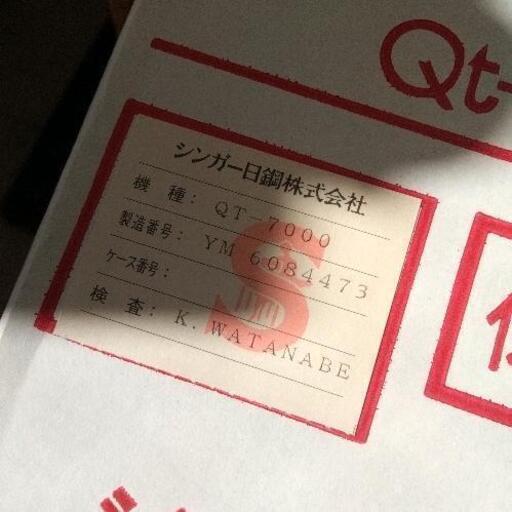 Qt-
シンガー日鋼株式会社
機 種： QT-7000
製造番号： YM 6084473
ケース番号：
検 査： K. WATANABE